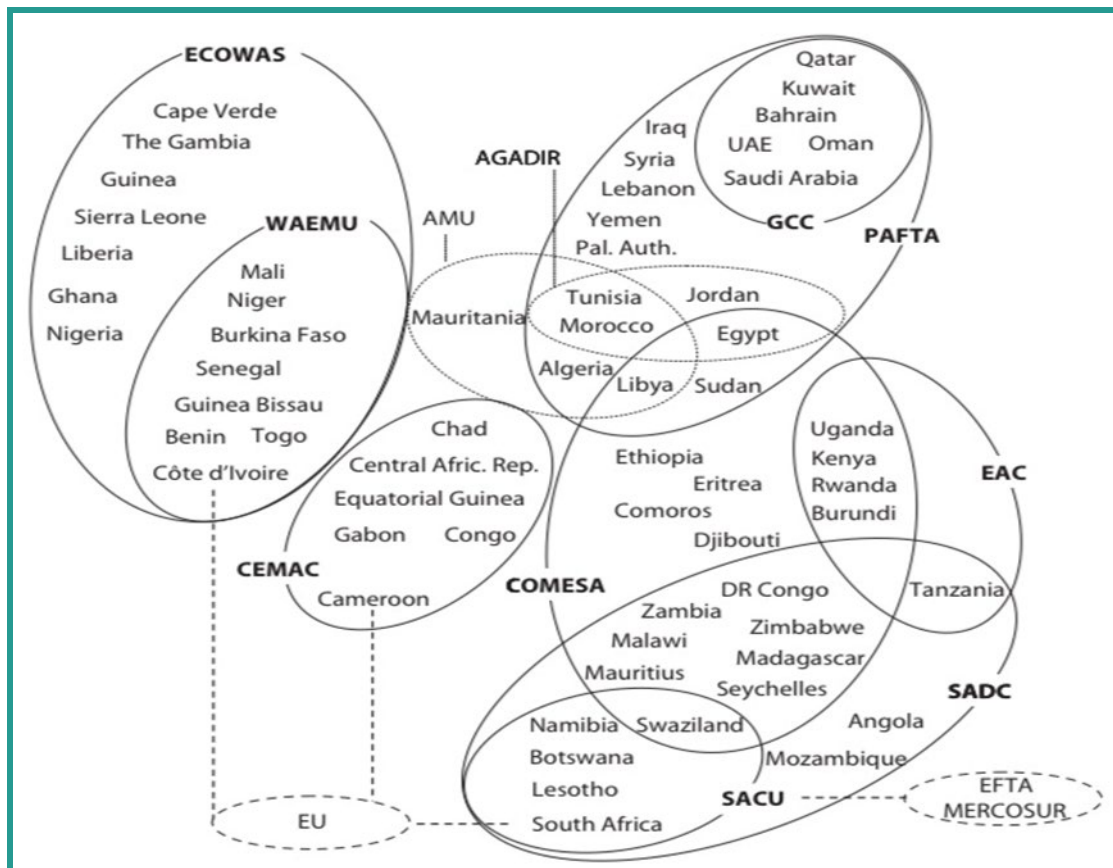 ECOWAS
Cape Verde
The Gambia
Guinea
Sierra Leone
Liberia
Ghana
Nigeria
WAEMU
Mali
Niger
Burkina Faso
Senegal
Guinea Bissau
Benin Togo
Côte d'Ivoire
AMU
Mauritania
AGADIR
Tunisia
Morocco
Jordan
Egypt
Algeria
Libya
Sudan
Iraq
Syria
Lebanon
Yemen
Pal. Auth.
Qatar
Kuwait
Bahrain
UAE Oman
Saudi Arabia
GCC
PAFTA
Chad
Central Afric. Rep.
Equatorial Guinea
Gabon Congo
CEMAC
Cameroon
Ethiopia
Eritrea
Comoros
Djibouti
COMESA
Uganda
Kenya
Rwanda
Burundi
EAC
Tanzania
DR Congo
Zambia
Zimbabwe
Malawi
Madagascar
Mauritius
Seychelles
SADC
Angola
Mozambique
Namibia Swaziland
Botswana
Lesotho
SACU
South Africa
EU
EFTA
MERCOSUR